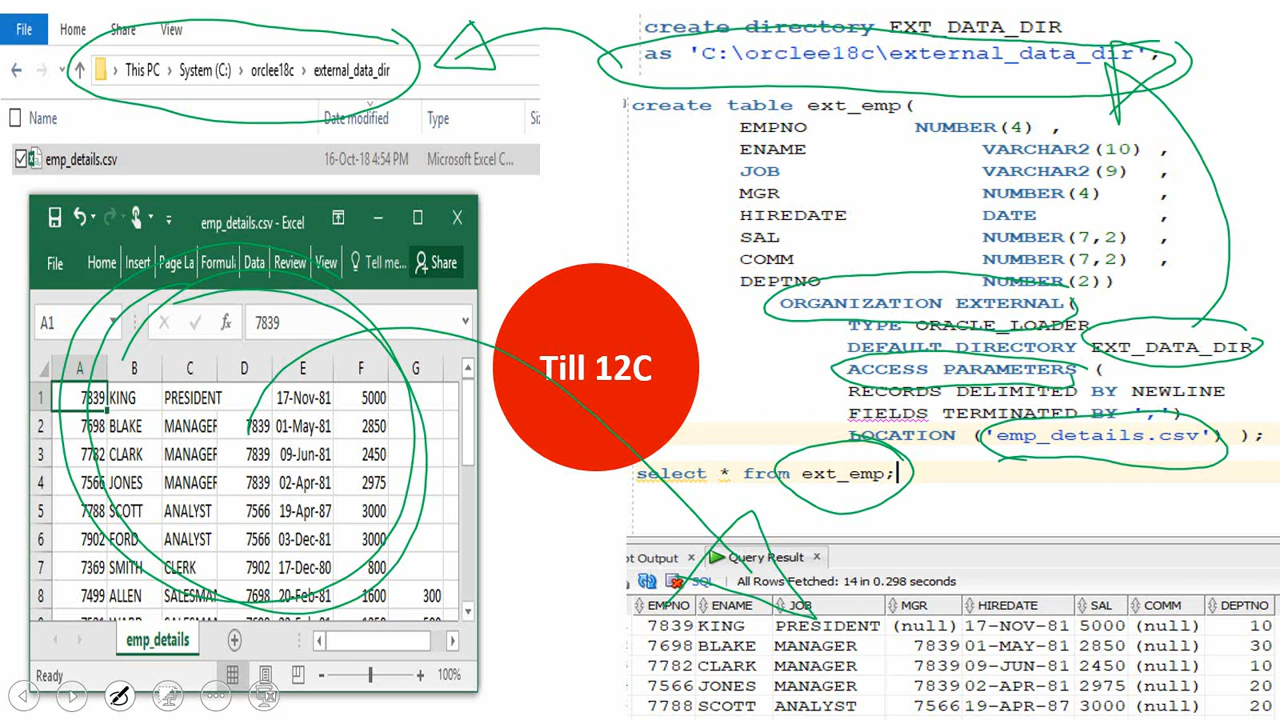 File Home Share View
This PC > System (C:) > orclee18c > external_data_dir
Name Date modified Type
emp_details.csv 16-Oct-18 4:54 PM Microsoft Excel C...
emp_details.csv - Excel
File Home Insert Page La Formula Data Review View Tell me... Share
A1 fx 7839
A B C D E F G
1 7839 KING PRESIDENT 17-Nov-81 5000
2 7698 BLAKE MANAGER 7839 01-May-81 2850
3 7782 CLARK MANAGER 7839 09-Jun-81 2450
4 7566 JONES MANAGER 7839 02-Apr-81 2975
5 7788 SCOTT ANALYST 7566 19-Apr-87 3000
6 7902 FORD ANALYST 7566 03-Dec-81 3000
7 7369 SMITH CLERK 7902 17-Dec-80 800
8 7499 ALLEN SALESMAN 7698 20-Feb-81 1600 300
emp_details
Ready 100%
Till 12C
create directory EXT_DATA_DIR
as 'C:\orclee18c\external_data_dir';
create table ext_emp(
EMPNO NUMBER(4) ,
ENAME VARCHAR2(10) ,
JOB VARCHAR2(9) ,
MGR NUMBER(4) ,
HIREDATE DATE ,
SAL NUMBER(7,2) ,
COMM NUMBER(7,2) ,
DEPTNO NUMBER(2))
ORGANIZATION EXTERNAL(
TYPE ORACLE_LOADER
DEFAULT DIRECTORY EXT_DATA_DIR
ACCESS PARAMETERS (
RECORDS DELIMITED BY NEWLINE
FIELDS TERMINATED BY ',')
LOCATION ('emp_details.csv') );
select * from ext_emp;
pt Output × Query Result ×
SQL All Rows Fetched: 14 in 0.298 seconds
EMPNO ENAME JOB MGR HIREDATE SAL COMM DEPTNO
7839 KING PRESIDENT (null) 17-NOV-81 5000 (null) 10
7698 BLAKE MANAGER 7839 01-MAY-81 2850 (null) 30
7782 CLARK MANAGER 7839 09-JUN-81 2450 (null) 10
7566 JONES MANAGER 7839 02-APR-81 2975 (null) 20
7788 SCOTT ANALYST 7566 19-APR-87 3000 (null) 20